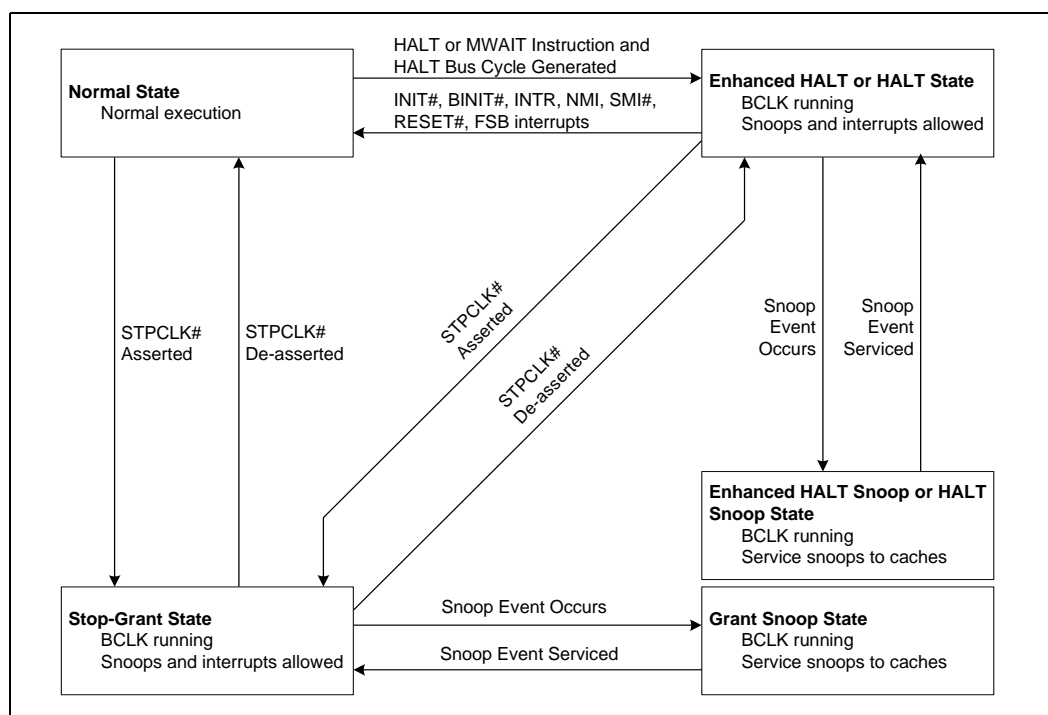 HALT or MWAIT Instruction and
HALT Bus Cycle Generated
Normal State
Normal execution
INIT#, BINIT#, INTR, NMI, SMI#,
RESET#, FSB interrupts
Enhanced HALT or HALT State
BCLK running
Snoops and interrupts allowed
STPCLK#
Asserted
STPCLK#
De-asserted
STPCLK#
Asserted
STPCLK#
De-asserted
Snoop
Event
Occurs
Snoop
Event
Serviced
Enhanced HALT Snoop or HALT
Snoop State
BCLK running
Service snoops to caches
Stop-Grant State
BCLK running
Snoops and interrupts allowed
Snoop Event Occurs
Snoop Event Serviced
Grant Snoop State
BCLK running
Service snoops to caches